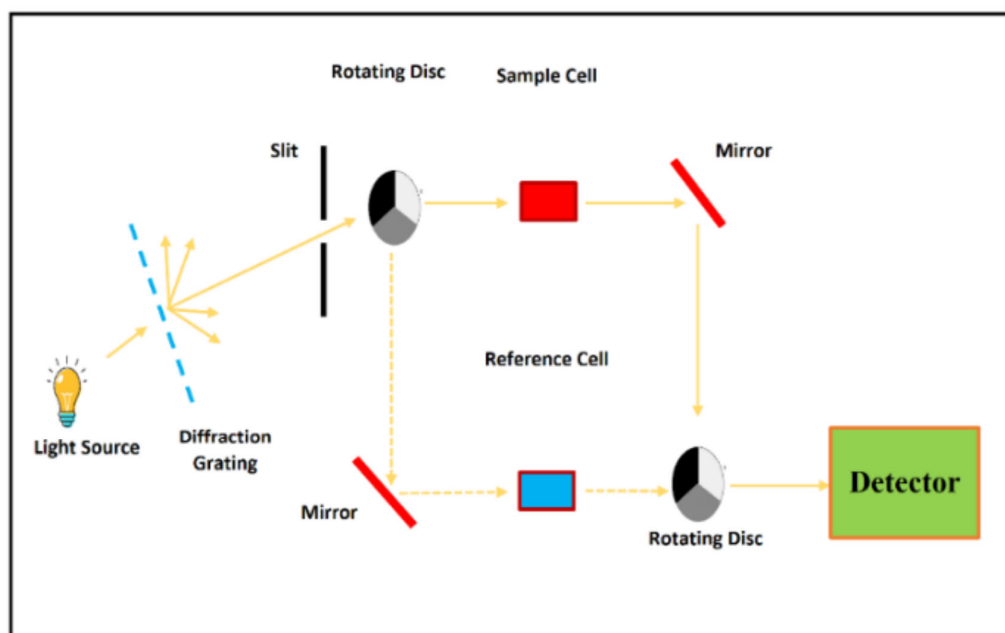 Rotating Disc
Sample Cell
Slit
Mirror
Reference Cell
Light Source
Diffraction
Grating
Mirror
Rotating Disc
Detector